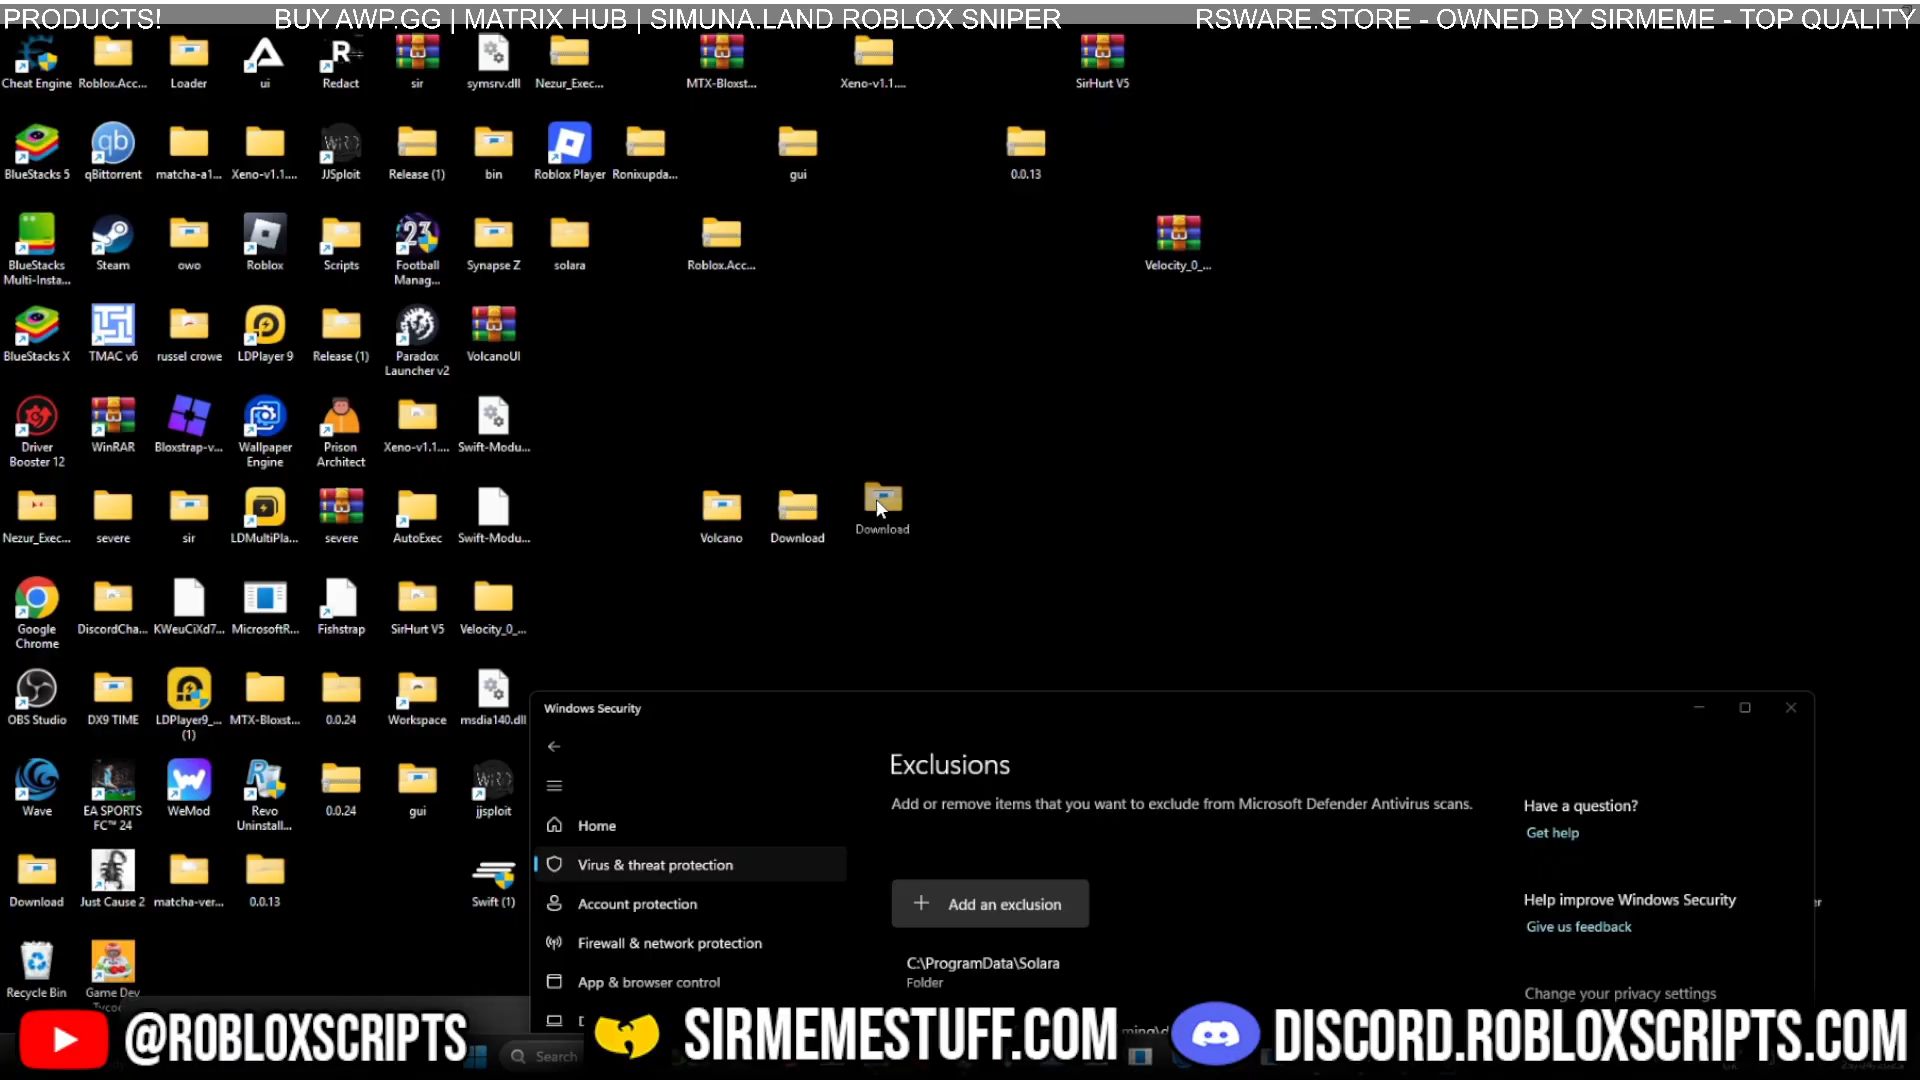 PRODUCTS! BUY AWP.GG | MATRIX HUB | SIMUNA.LAND ROBLOX SNIPER RSWARE.STORE - OWNED BY SIRMEME - TOP QUALITY
Cheat Engine Roblox.Acc... Loader ui Redact sir symsrv.dll Nezur_Exec... MTX-Bloxst... Xeno-v1.1.... SirHurt V5
BlueStacks 5 qBittorrent matcha-a1... Xeno-v1.1.... JJSploit Release (1) bin Roblox Player Ronixupda... gui 0.0.13
BlueStacks Multi-Insta... Steam owo Roblox Scripts Football Manag... Synapse Z solara Roblox.Acc... Velocity_0_...
BlueStacks X TMAC v6 russel crowe LDPlayer 9 Release (1) Paradox Launcher v2 VolcanoUI
Driver Booster 12 WinRAR Bloxstrap-v... Wallpaper Engine Prison Architect Xeno-v1.1.... Swift-Modu...
Nezur_Exec... severe sir LDMultiPla... severe AutoExec Swift-Modu... Volcano Download Download
Google Chrome DiscordCha... KWeuCiXd7... MicrosoftR... Fishstrap SirHurt V5 Velocity_0_...
OBS Studio DX9 TIME LDPlayer9_... (1) MTX-Bloxst... 0.0.24 Workspace msdia140.dll
Wave EA SPORTS FC™ 24 WeMod Revo Uninstall... 0.0.24 gui jjsploit
Download Just Cause 2 matcha-ver... 0.0.13 Swift (1)
Recycle Bin Game Dev
Windows Security
Exclusions
Add or remove items that you want to exclude from Microsoft Defender Antivirus scans.
Add an exclusion
C:\ProgramData\Solara
Folder
Home
Virus & threat protection
Account protection
Firewall & network protection
App & browser control
Have a question?
Get help
Help improve Windows Security
Give us feedback
Change your privacy settings
Search
@ROBLOXSCRIPTS SIRMEMESTUFF.COM DISCORD.ROBLOXSCRIPTS.COM